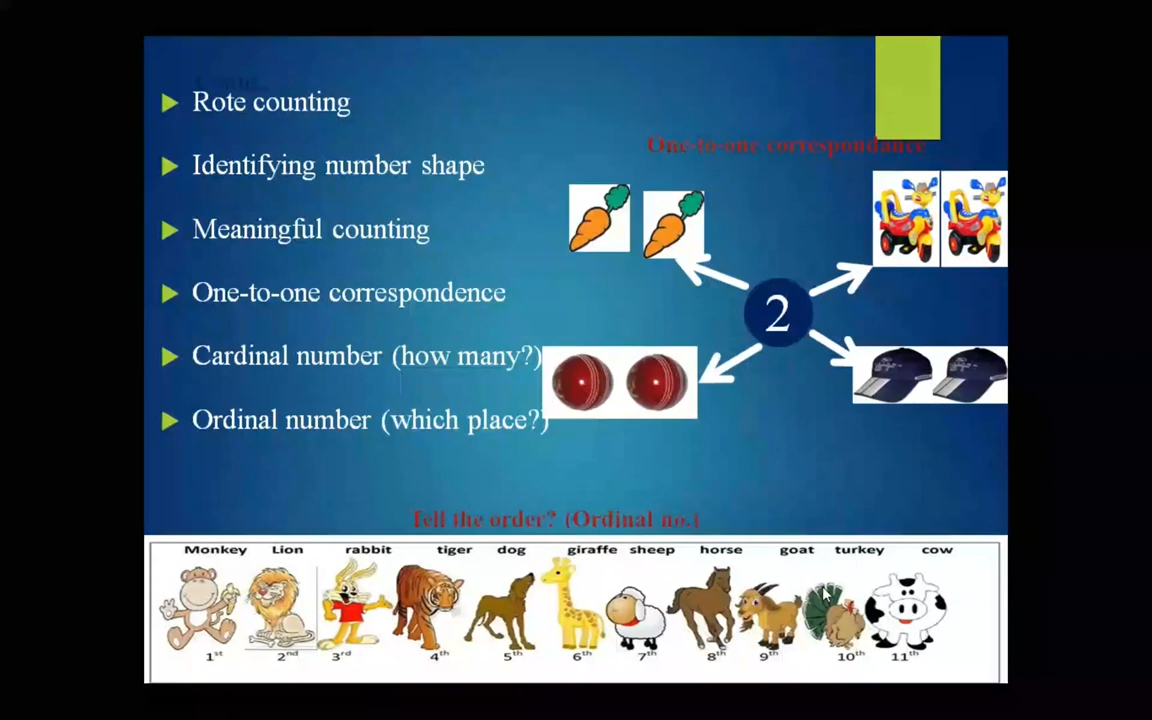 Rote counting
Identifying number shape
Meaningful counting
One-to-one correspondence
Cardinal number (how many?)
Ordinal number (which place?)
One-to-one correspondance
2
Tell the order? (Ordinal no.)
Monkey Lion rabbit tiger dog giraffe sheep horse goat turkey cow
1st 2nd 3rd 4th 5th 6th 7th 8th 9th 10th 11th